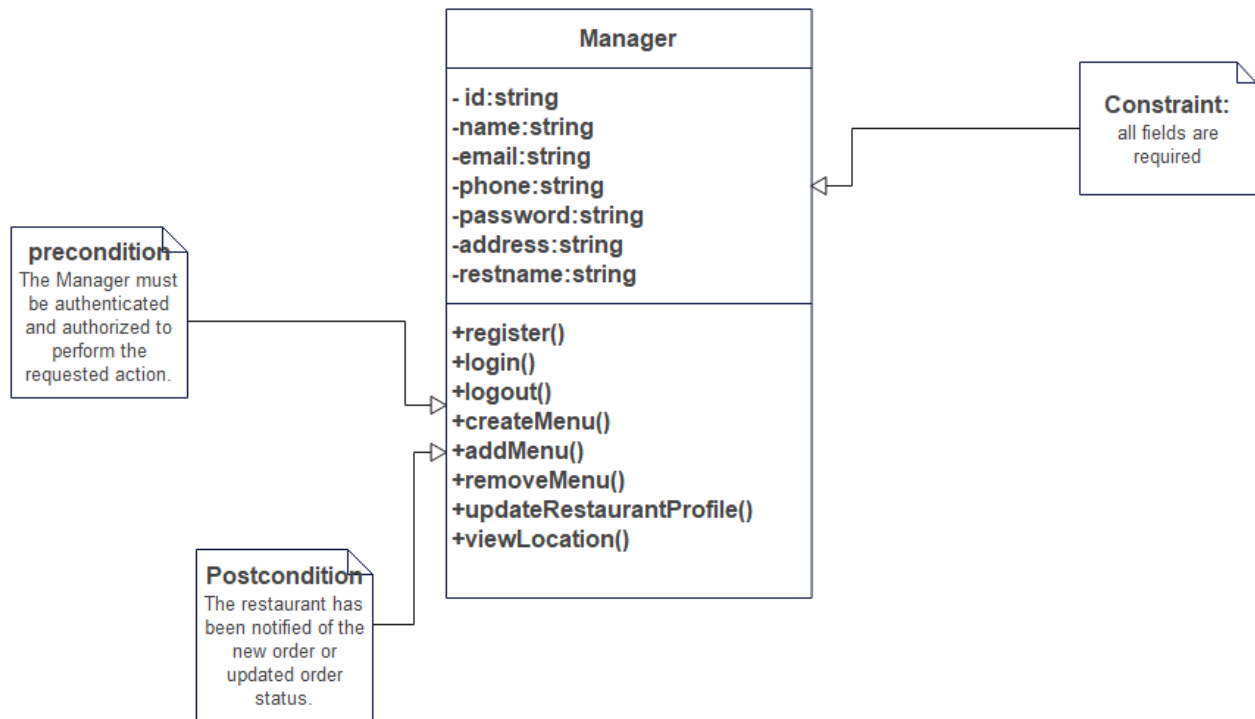 Manager
- id:string
-name:string
-email:string
-phone:string
-password:string
-address:string
-restname:string
+register()
+login()
+logout()
+createMenu()
+addMenu()
+removeMenu()
+updateRestaurantProfile()
+viewLocation()
Constraint:
all fields are
required
precondition
The Manager must
be authenticated
and authorized to
perform the
requested action.
Postcondition
The restaurant has
been notified of the
new order or
updated order
status.